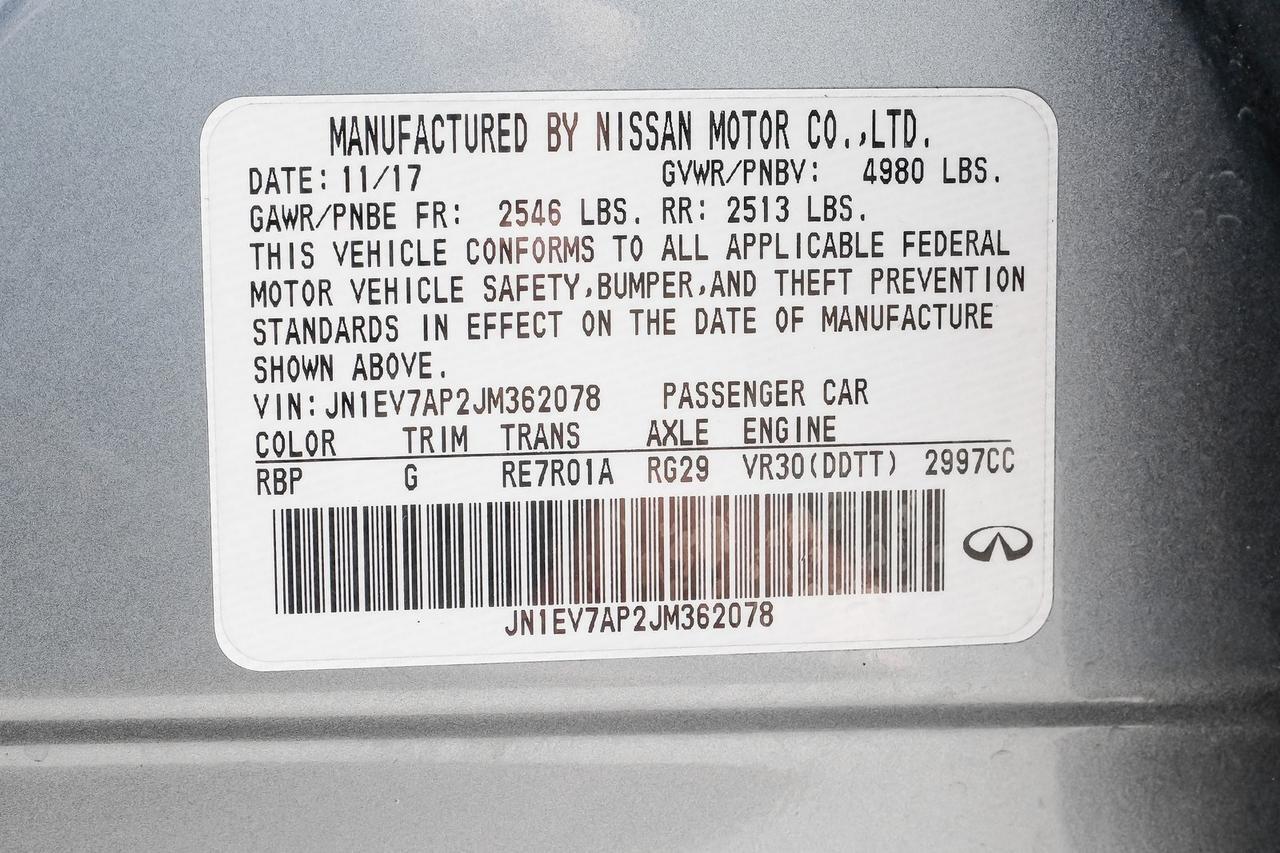 MANUFACTURED BY NISSAN MOTOR CO.,LTD.
DATE: 11/17 GVWR/PNBV: 4980 LBS.
GAWR/PNBE FR: 2546 LBS. RR: 2513 LBS.
THIS VEHICLE CONFORMS TO ALL APPLICABLE FEDERAL
MOTOR VEHICLE SAFETY,BUMPER,AND THEFT PREVENTION
STANDARDS IN EFFECT ON THE DATE OF MANUFACTURE
SHOWN ABOVE.
VIN: JN1EV7AP2JM362078 PASSENGER CAR
COLOR TRIM TRANS AXLE ENGINE
RBP G RE7R01A RG29 VR30(DDTT) 2997CC
JN1EV7AP2JM362078